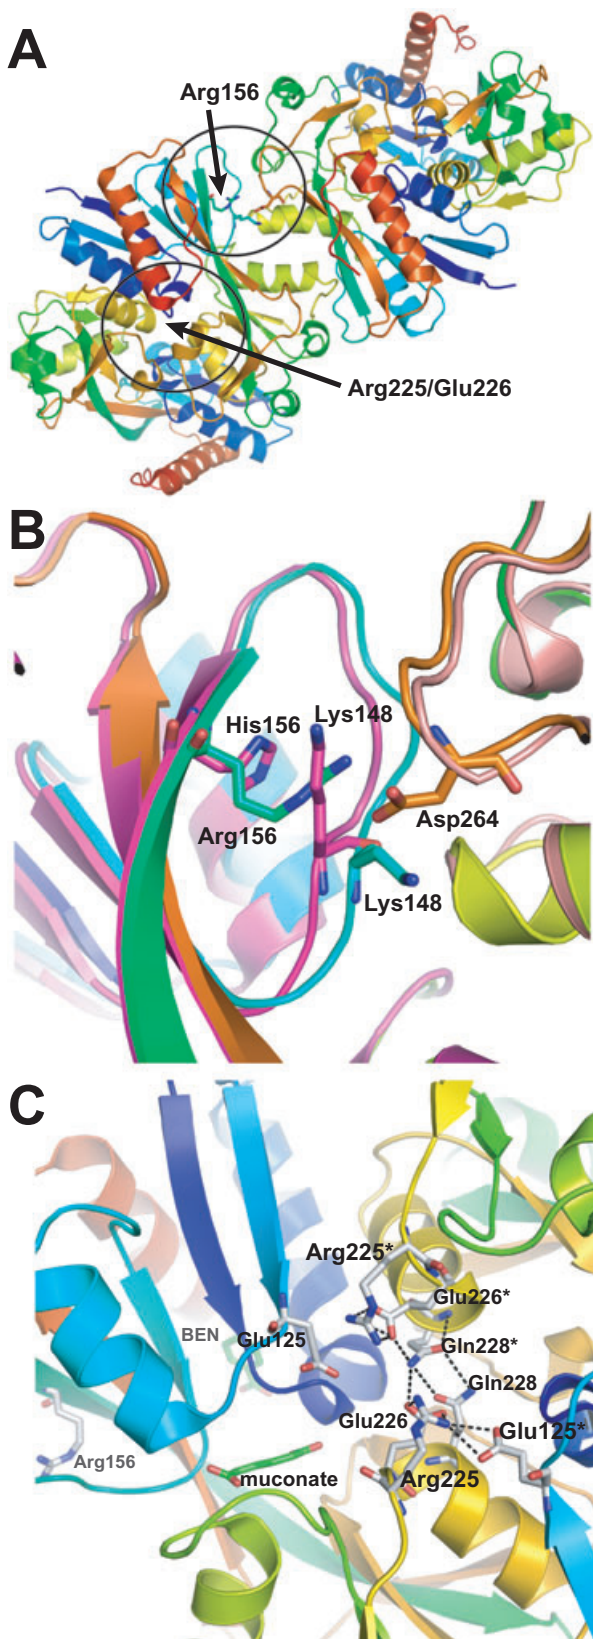 A
Arg156
Arg225/Glu226
B
His156
Lys148
Arg156
Asp264
Lys148
C
Arg225*
Glu226*
BEN
Glu125
Gln228*
Gln228
Glu226
Glu125*
Arg156
muconate
Arg225